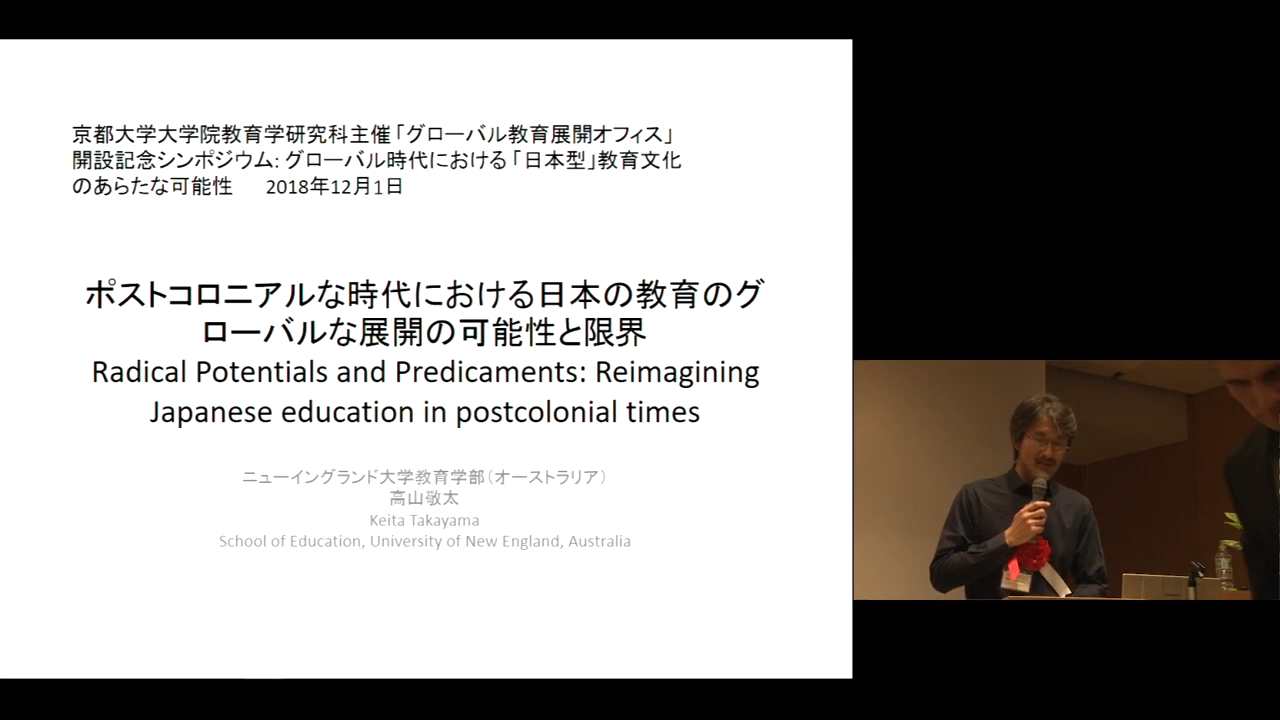 京都大学大学院教育学研究科主催「グローバル教育展開オフィス」
開設記念シンポジウム: グローバル時代における「日本型」教育文化
のあらたな可能性　2018年12月1日
ポストコロニアルな時代における日本の教育のグ
ローバルな展開の可能性と限界
Radical Potentials and Predicaments: Reimagining
Japanese education in postcolonial times
ニューイングランド大学教育学部（オーストラリア）
高山敬太
Keita Takayama
School of Education, University of New England, Australia